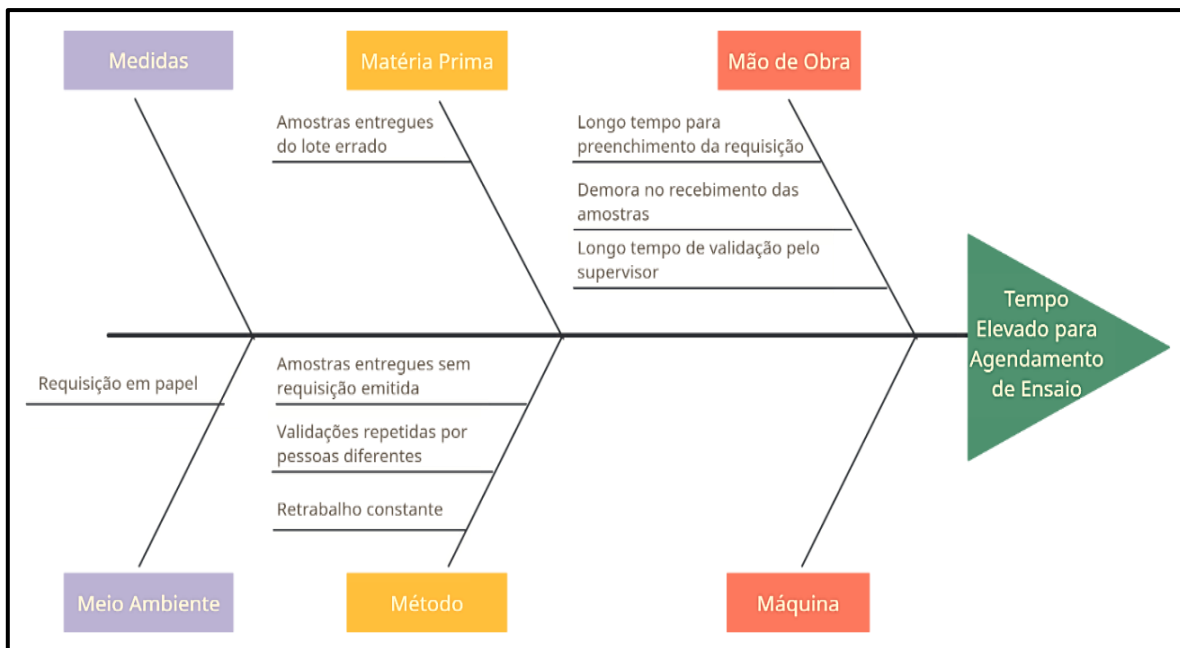 Medidas
Matéria Prima
Mão de Obra
Amostras entregues
do lote errado
Longo tempo para
preenchimento da requisição
Demora no recebimento das
amostras
Longo tempo de validação pelo
supervisor
Tempo
Elevado para
Agendamento
de Ensaio
Requisição em papel
Amostras entregues sem
requisição emitida
Validações repetidas por
pessoas diferentes
Retrabalho constante
Meio Ambiente
Método
Máquina